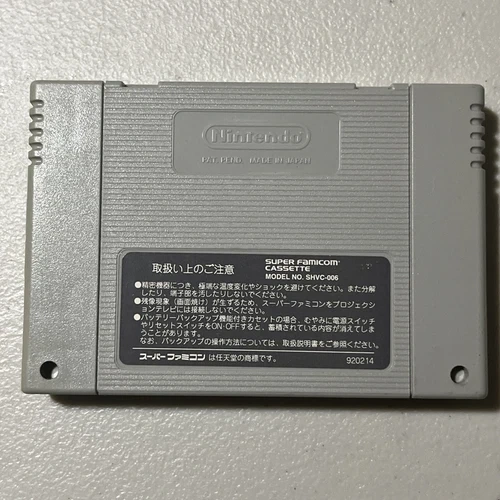 Nintendo
PAT. PEND. MADE IN JAPAN
取扱い上のご注意
SUPER FAMICOM
CASSETTE
MODEL NO. SHVC-006
●精密機器につき、極端な温度変化やショックを避けてください。また分解
したり、端子部を汚したりしないでください。
●残像現象（画面焼け）が生ずるため、スーパーファミコンをプロジェクシ
ョンテレビには接続しないでください。
●バッテリーバックアップ機能付きカセットの場合、むやみに電源スイッチ
やリセットスイッチをON・OFFすると、蓄積されている内容が消えてしま
うことがあります。
なお、バックアップの操作方法については、取扱説明書をご参照ください。
スーパーファミコン は任天堂の商標です。
920214